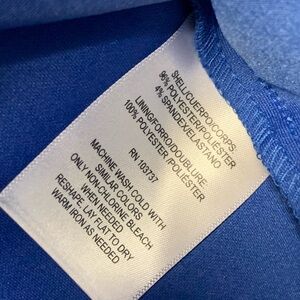 SHELL/CUERPO/CORPS
96% POLYESTER/POLIÉSTER
4% SPANDEX/ELASTANO
LINING/FORRO/DOUBLURE
100% POLYESTER /POLIÉSTER
RN 103737
MACHINE WASH COLD WITH
SIMILAR COLORS
ONLY NON-CHLORINE BLEACH
WHEN NEEDED
RESHAPE, LAY FLAT TO DRY
WARM IRON AS NEEDED